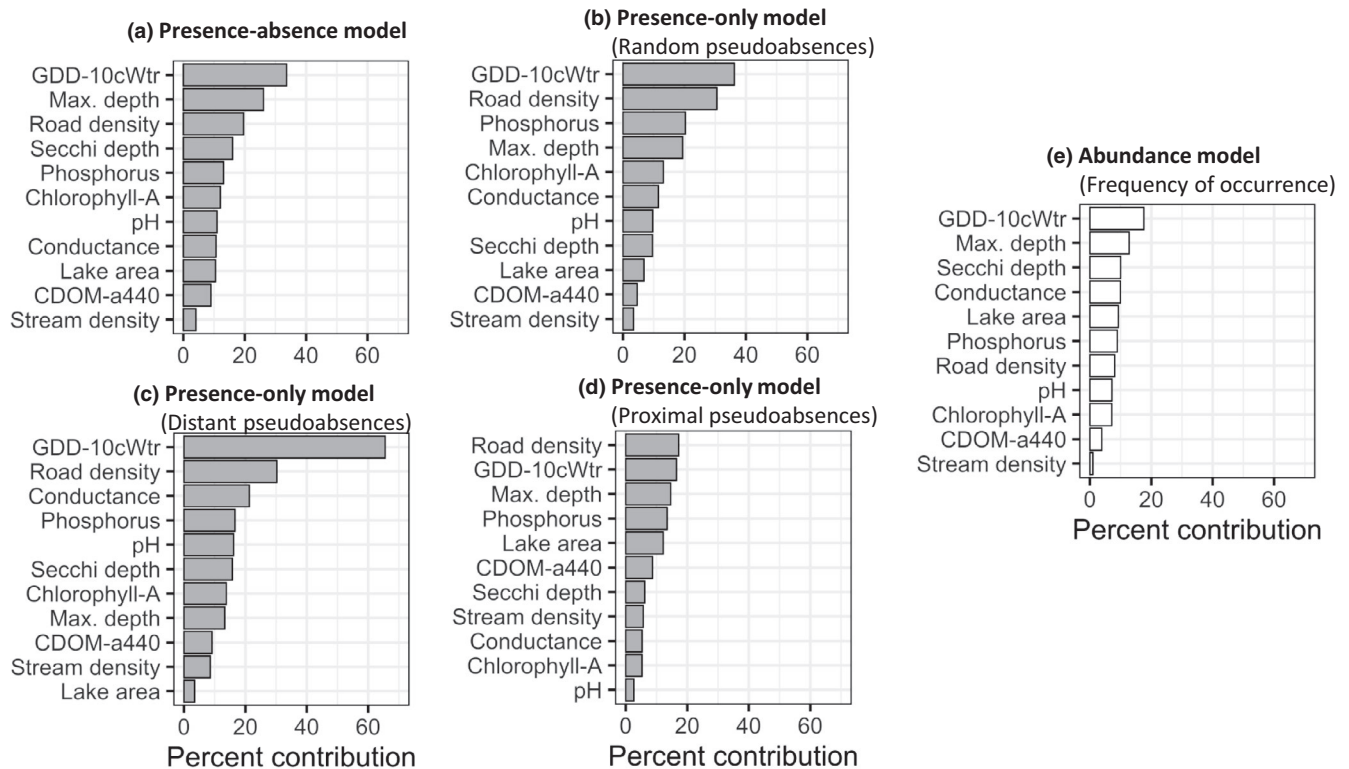 (a) Presence-absence model
GDD-10cWtr
Max. depth
Road density
Secchi depth
Phosphorus
Chlorophyll-A
pH
Conductance
Lake area
CDOM-a440
Stream density
0 20 40 60
(b) Presence-only model
(Random pseudoabsences)
GDD-10cWtr
Road density
Phosphorus
Max. depth
Chlorophyll-A
Conductance
pH
Secchi depth
Lake area
CDOM-a440
Stream density
0 20 40 60
(c) Presence-only model
(Distant pseudoabsences)
GDD-10cWtr
Road density
Conductance
Phosphorus
pH
Secchi depth
Chlorophyll-A
Max. depth
CDOM-a440
Stream density
Lake area
0 20 40 60
Percent contribution
(d) Presence-only model
(Proximal pseudoabsences)
Road density
GDD-10cWtr
Max. depth
Phosphorus
Lake area
CDOM-a440
Secchi depth
Stream density
Conductance
Chlorophyll-A
pH
0 20 40 60
Percent contribution
(e) Abundance model
(Frequency of occurrence)
GDD-10cWtr
Max. depth
Secchi depth
Conductance
Lake area
Phosphorus
Road density
pH
Chlorophyll-A
CDOM-a440
Stream density
0 20 40 60
Percent contribution